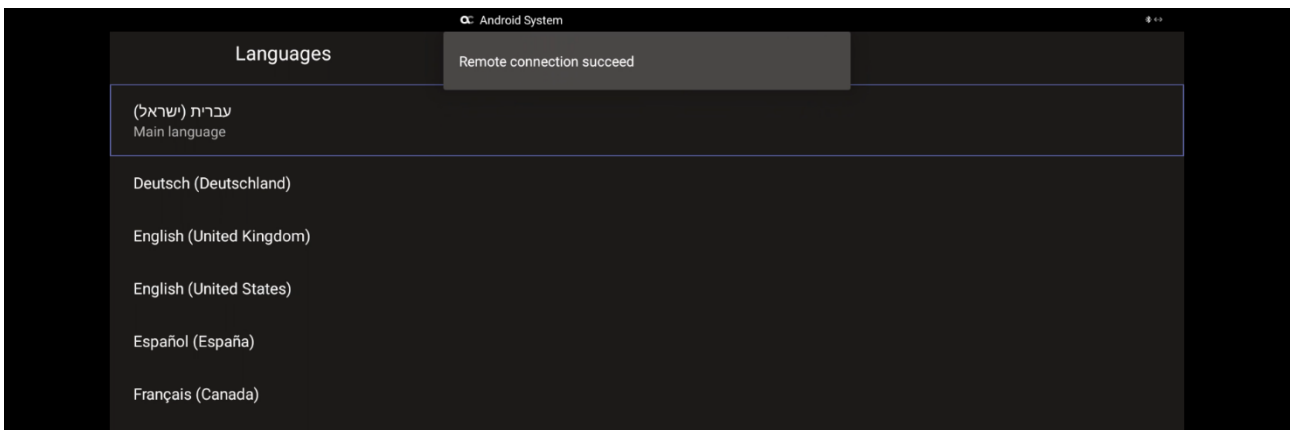 Android System
Languages
Remote connection succeed
עברית (ישראל)
Main language
Deutsch (Deutschland)
English (United Kingdom)
English (United States)
Español (España)
Français (Canada)